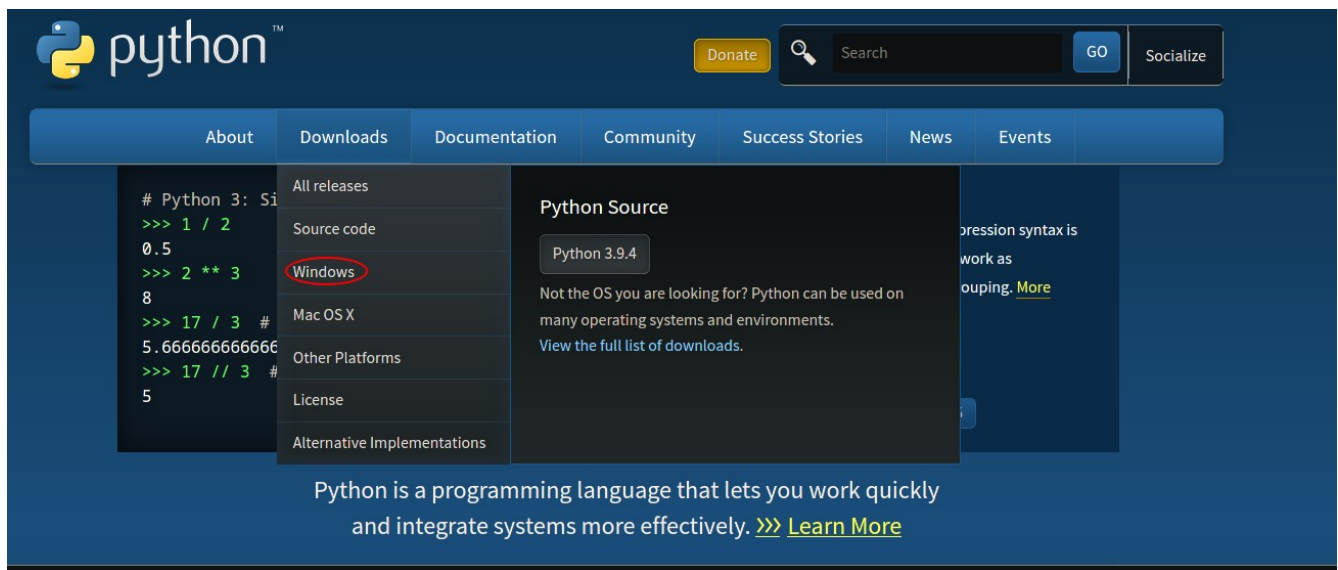 python™
Donate
Search
GO
Socialize
About Downloads Documentation Community Success Stories News Events
# Python 3: Si
>>> 1 / 2
0.5
>>> 2 ** 3
8
>>> 17 / 3 #
5.666666666666
>>> 17 // 3 #
5
All releases
Source code
Windows
Mac OS X
Other Platforms
License
Alternative Implementations
Python Source
Python 3.9.4
Not the OS you are looking for? Python can be used on
many operating systems and environments.
View the full list of downloads.
pression syntax is
work as
ouping. More
Python is a programming language that lets you work quickly
and integrate systems more effectively. >>> Learn More